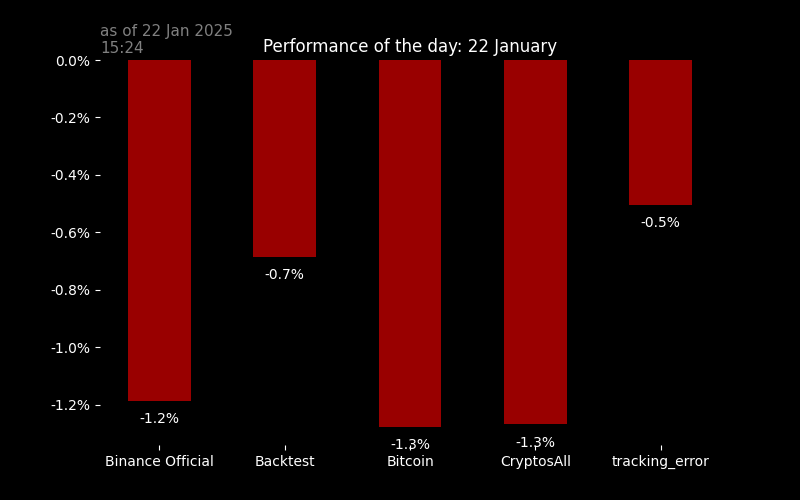 as of 22 Jan 2025
15:24
Performance of the day: 22 January
0.0%
-0.2%
-0.4%
-0.6%
-0.8%
-1.0%
-1.2%
-1.2%
-0.7%
-1.3%
-1.3%
-0.5%
Binance Official
Backtest
Bitcoin
CryptosAll
tracking_error